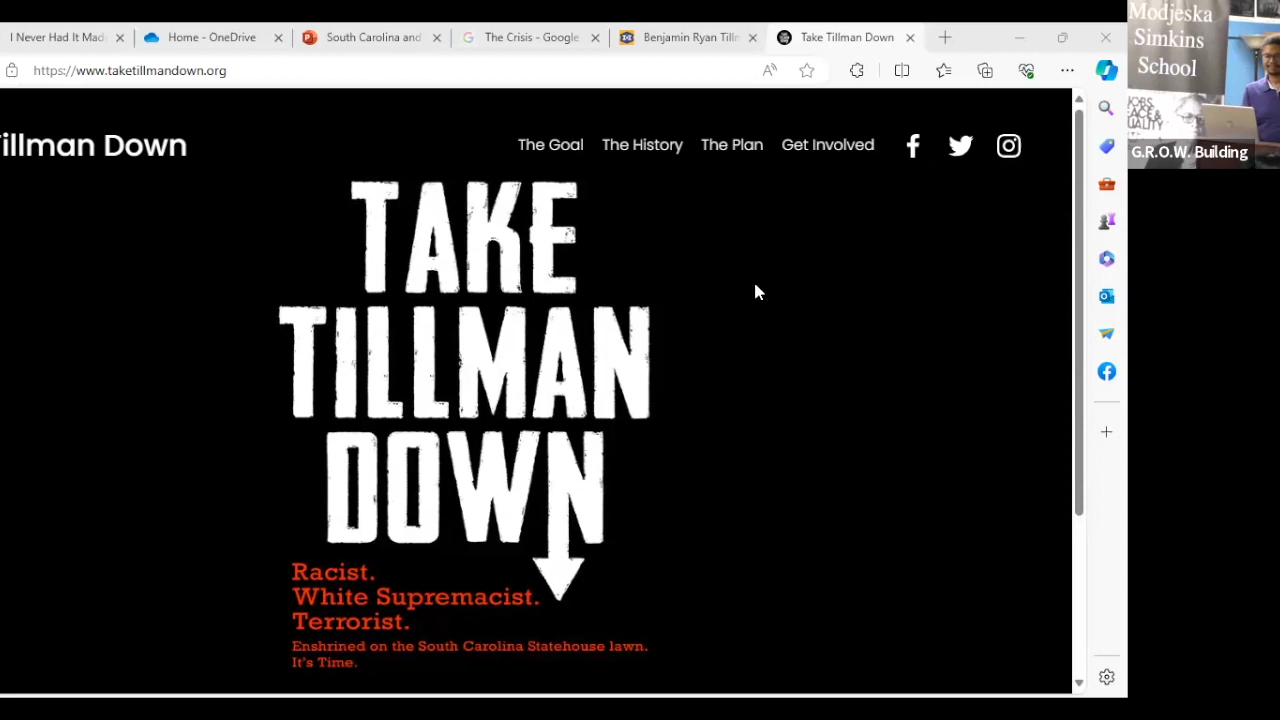 I Never Had It Mad
Home - OneDrive
South Carolina and
The Crisis - Google
Benjamin Ryan Tillm
Take Tillman Down
https://www.taketillmandown.org
illman Down
The Goal
The History
The Plan
Get Involved
TAKE
TILLMAN
DOWN
Racist.
White Supremacist.
Terrorist.
Enshrined on the South Carolina Statehouse lawn.
It's Time.
Modjeska
Simkins
School
JOBS,
G.R.O.W. Building